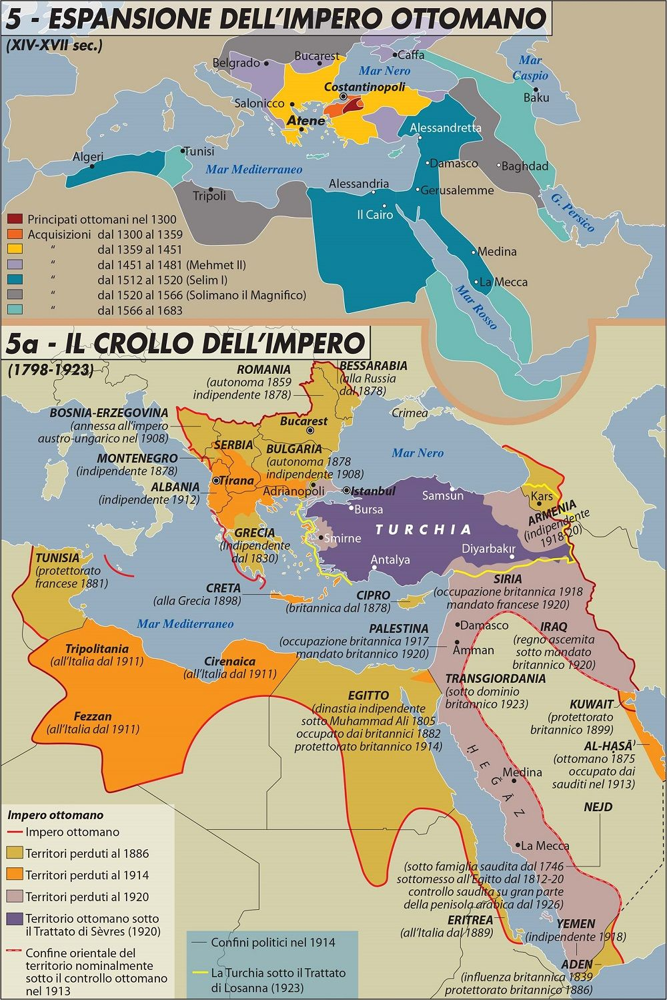 5 - ESPANSIONE DELL'IMPERO OTTOMANO
(XIV-XVII sec.)
Belgrado
Bucarest
Caffa
Mar Nero
Mar
Caspio
Baku
Costantinopoli
Salonicco
Atene
Alessandretta
Algeri
Tunisi
Mar Mediterraneo
Damasco
Baghdad
Tripoli
Alessandria
Gerusalemme
Il Cairo
G. Persico
Medina
La Mecca
Mar Rosso
Principati ottomani nel 1300
Acquisizioni dal 1300 al 1359
“ dal 1359 al 1451
“ dal 1451 al 1481 (Mehmet II)
“ dal 1512 al 1520 (Selim I)
“ dal 1520 al 1566 (Solimano il Magnifico)
“ dal 1566 al 1683
5a - IL CROLLO DELL'IMPERO
(1798-1923)
ROMANIA
(autonoma 1859
indipendente 1878)
BESSARABIA
(alla Russia
dal 1878)
BOSNIA-ERZEGOVINA
(annessa all'impero
austro-ungarico nel 1908)
Crimea
Bucarest
SERBIA
BULGARIA
(autonoma 1878
indipendente 1908)
Mar Nero
MONTENEGRO
(indipendente 1878)
Tirana
ALBANIA
(indipendente 1912)
Adrianopoli
Istanbul
Samsun
Kars
Bursa
ARMENIA
(indipendente
1918-20)
TURCHIA
Smirne
GRECIA
(Indipendente
dal 1830)
Diyarbakır
Antalya
TUNISIA
(protettorato
francese 1881)
CRETA
(alla Grecia 1898)
CIPRO
(britannica dal 1878)
SIRIA
(occupazione britannica 1918
mandato francese 1920)
Mar Mediterraneo
PALESTINA
(occupazione britannica 1917
mandato britannico 1920)
Damasco
Amman
IRAQ
(regno ascemita
sotto mandato
britannico 1920)
Tripolitania
(all'Italia dal 1911)
Cirenaica
(all'Italia dal 1911)
TRANSGIORDANIA
(sotto dominio
britannico 1923)
EGITTO
(dinastia indipendente
sotto Muhammad Ali 1805
occupato dai britannici 1882
protettorato britannico 1914)
KUWAIT
(protettorato
britannico 1899)
Fezzan
(all'Italia dal 1911)
AL-ḤAṢĀ'
(ottomano 1875
occupato dai
sauditi nel 1913)
ḤEĞĀZ
Medina
NEJD
La Mecca
(sotto famiglia saudita dal 1746
sottomesso all'Egitto dal 1812-20
controllo saudita su gran parte
della penisola arabica dal 1926)
ERITREA
(all'Italia dal 1889)
YEMEN
(indipendente 1918)
ADEN
(influenza britannica 1839
protettorato britannico 1886)
Impero ottomano
Impero ottomano
Territori perduti al 1886
Territori perduti al 1914
Territori perduti al 1920
Territorio ottomano sotto
il Trattato di Sèvres (1920)
Confine orientale del
territorio nominalmente
sotto il controllo ottomano
nel 1913
Confini politici nel 1914
La Turchia sotto il Trattato
di Losanna (1923)